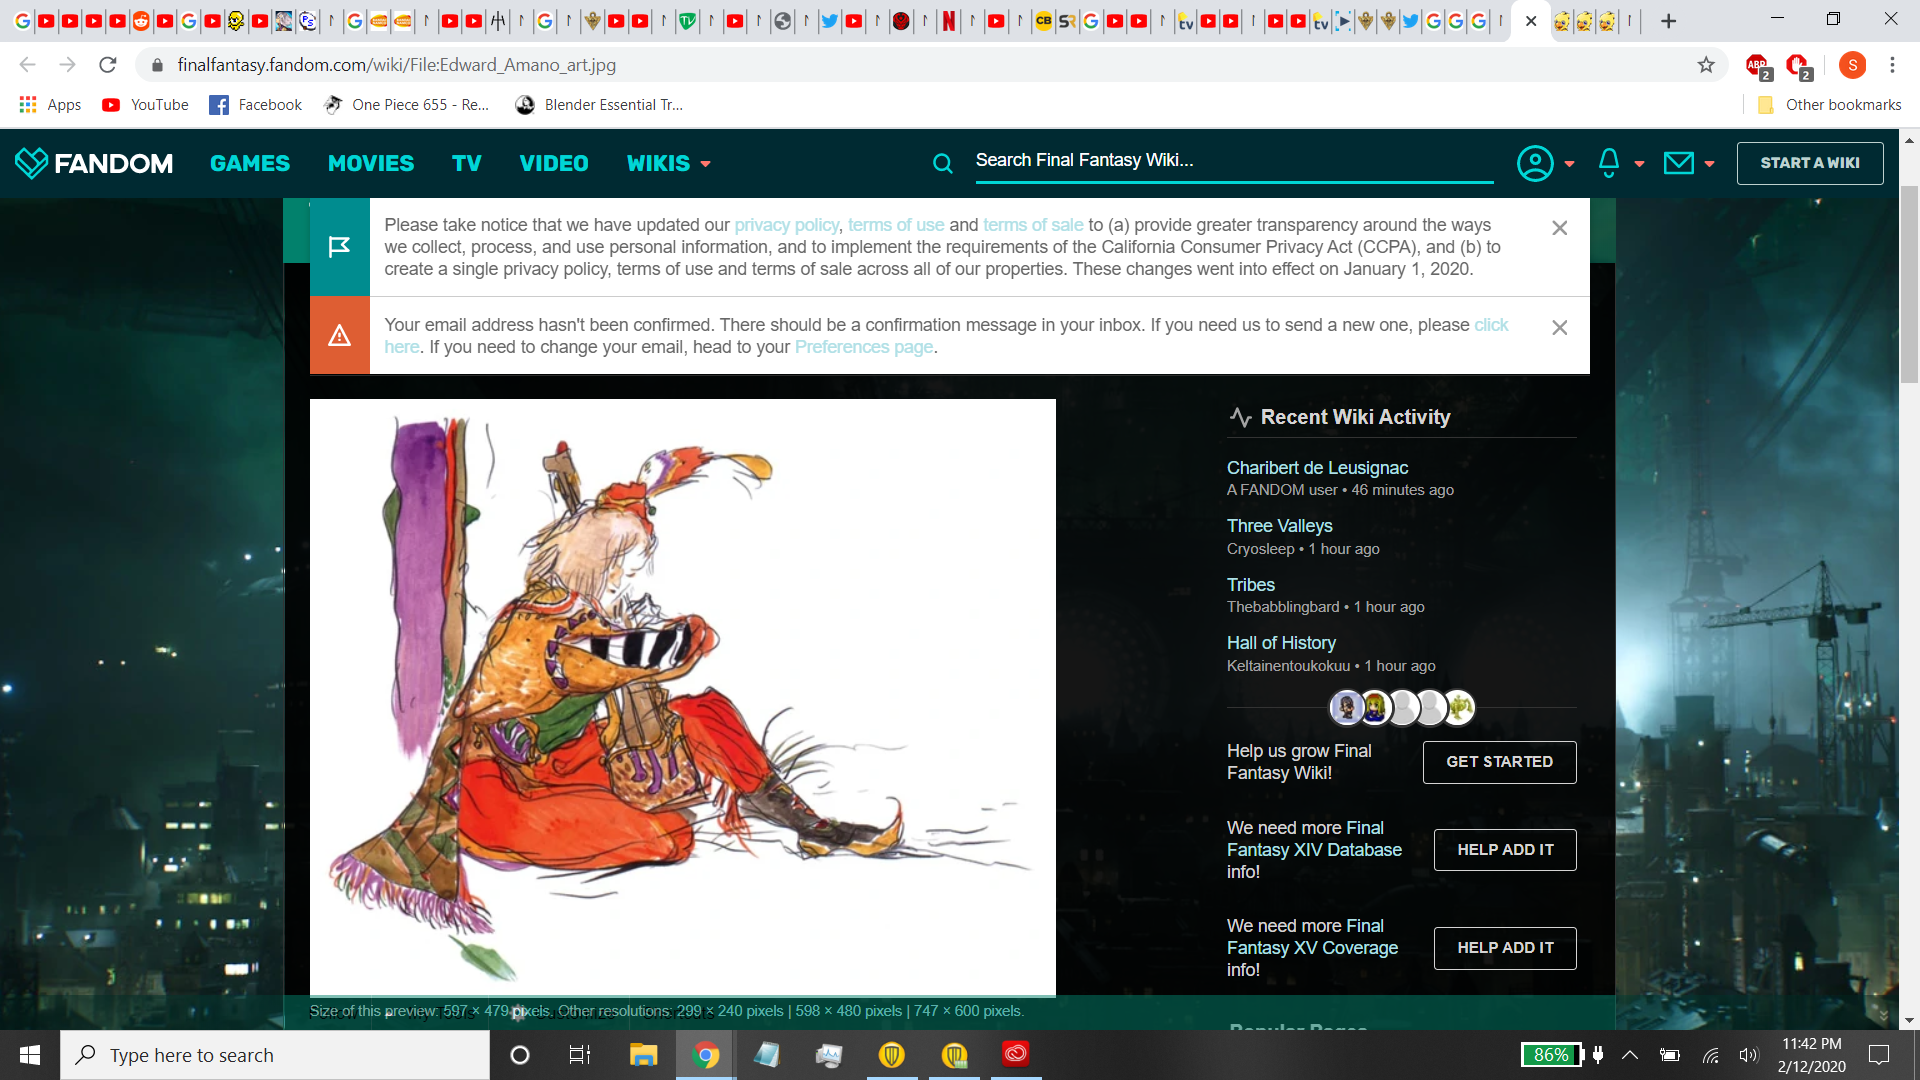 finalfantasy.fandom.com/wiki/File:Edward_Amano_art.jpg
ABP 2 2 S
Apps YouTube Facebook One Piece 655 - Re... Blender Essential Tr... Other bookmarks
FANDOM GAMES MOVIES TV VIDEO WIKIS Search Final Fantasy Wiki... START A WIKI
Please take notice that we have updated our privacy policy, terms of use and terms of sale to (a) provide greater transparency around the ways
we collect, process, and use personal information, and to implement the requirements of the California Consumer Privacy Act (CCPA), and (b) to
create a single privacy policy, terms of use and terms of sale across all of our properties. These changes went into effect on January 1, 2020.
Your email address hasn't been confirmed. There should be a confirmation message in your inbox. If you need us to send a new one, please click
here. If you need to change your email, head to your Preferences page.
Recent Wiki Activity
Charibert de Leusignac
A FANDOM user • 46 minutes ago
Three Valleys
Cryosleep • 1 hour ago
Tribes
Thebabblingbard • 1 hour ago
Hall of History
Keltainentoukokuu • 1 hour ago
Help us grow Final
Fantasy Wiki!
GET STARTED
We need more Final
Fantasy XIV Database
info!
HELP ADD IT
We need more Final
Fantasy XV Coverage
info!
HELP ADD IT
Size of this preview: 597 × 479 pixels. Other resolutions: 299 × 240 pixels | 598 × 480 pixels | 747 × 600 pixels.
Popular Pages
Type here to search
86%
11:42 PM
2/12/2020